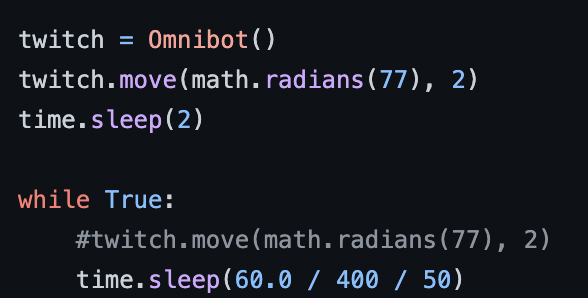 twitch = Omnibot()
twitch.move(math.radians(77), 2)
time.sleep(2)
while True:
#twitch.move(math.radians(77), 2)
time.sleep(60.0 / 400 / 50)